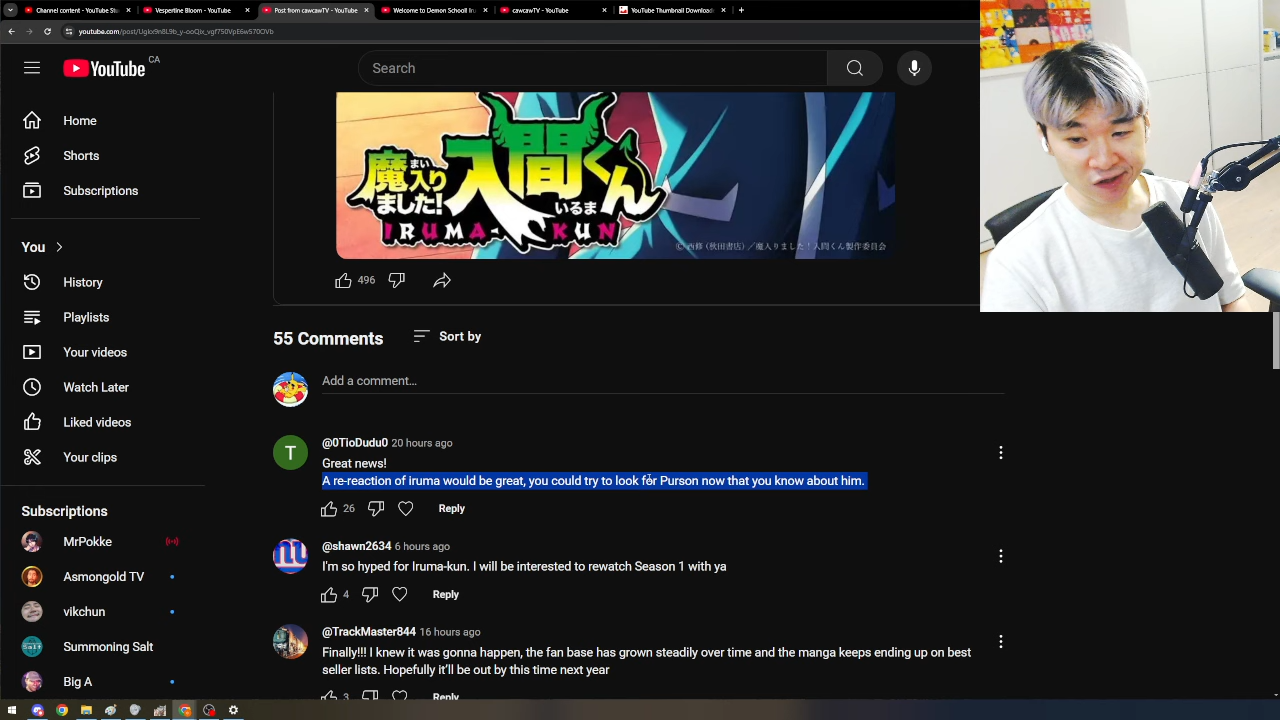 Channel content - YouTube Stu
Vespertine Bloom - YouTube
Post from cawcawTV - YouTube
Welcome to Demon School! Iru
cawcawTV - YouTube
YouTube Thumbnail Download
youtube.com/post/
YouTube CA
Search
Home
Shorts
Subscriptions
You
History
Playlists
Your videos
Watch Later
Liked videos
Your clips
Subscriptions
MrPokke
Asmongold TV
vikchun
Summoning Salt
Big A
魔入り
まい
ました!
入間くん
いるま
IRUMA-KUN
© 西修(秋田書店)/魔入りました!入間くん製作委員会
496
55 Comments
Sort by
Add a comment...
T
@0TioDudu0 20 hours ago
Great news!
A re-reaction of iruma would be great, you could try to look for Purson now that you know about him.
26
Reply
@shawn2634 6 hours ago
I'm so hyped for Iruma-kun. I will be interested to rewatch Season 1 with ya
4
Reply
@TrackMaster844 16 hours ago
Finally!!! I knew it was gonna happen, the fan base has grown steadily over time and the manga keeps ending up on best
seller lists. Hopefully it'll be out by this time next year
3
Reply